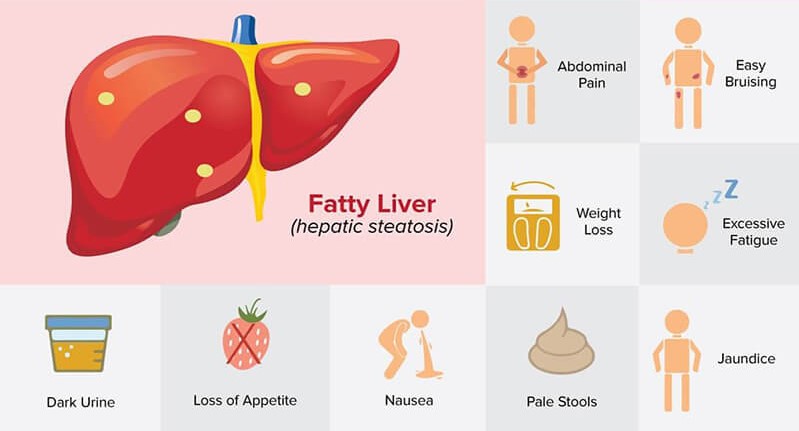 Fatty Liver
(hepatic steatosis)
Abdominal
Pain
Easy
Bruising
Weight
Loss
z z Z
Excessive
Fatigue
Dark Urine
Loss of Appetite
Nausea
Pale Stools
Jaundice